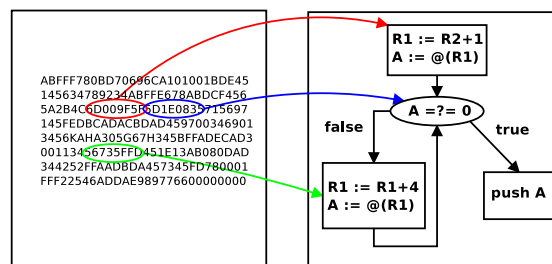 ABFFF780BD70696CA101001BDE45
145634789234ABFFE678ABDCF456
5A2B4C6D009F5F5D1E0835715697
145FEDBCADACBDAD459700346901
3456KAHA305G67H345BFFADECAD3
00113456735FFD451E13AB080DAD
344252FFAADBDA457345FD780001
FFF22546ADDAE989776600000000
R1 := R2+1
A := @(R1)
A =?= 0
false
true
R1 := R1+4
A := @(R1)
push A